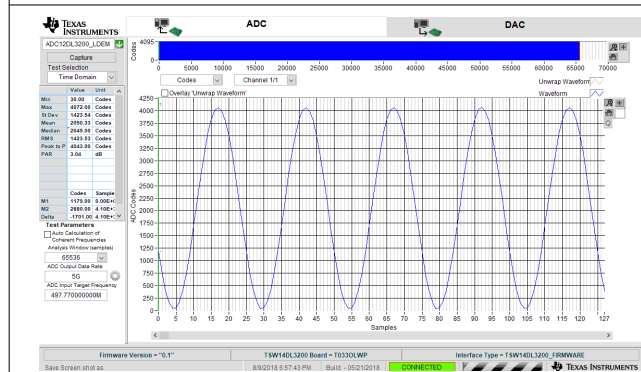 TEXAS INSTRUMENTS
ADC
DAC
ADC12DL3200_LDEM
Capture
Test Selection
Time Domain
Value Unit
Min 30.00 Codes
Max 4072.00 Codes
St.Dev 1423.54 Codes
Mean 2050.33 Codes
Median 2049.00 Codes
RMS 1423.53 Codes
Peak to P 4043.00 Codes
PAR 3.04 dB
Codes Sample
M1 1179.00 0.00E+
M2 2880.00 4.10E+
Delta -1701.00 4.10E+
Test Parameters
Auto Calculation of
Coherent Frequencies
Analysis Window (samples)
65536
ADC Output Data
Rate
5G
ADC Input Target Frequency
497.770000000M
Codes
4095
0
0 5000 10000 15000 20000 25000 30000 35000 40000 45000 50000 55000 60000 65000 70000
Codes
Channel 1/1
Unwrap Waveform
Overlay 'Unwrap Waveform'
Waveform
ADC Codes
4250
4000
3750
3500
3250
3000
2750
2500
2250
2000
1750
1500
1250
1000
750
500
250
0
0 5 10 15 20 25 30 35 40 45 50 55 60 65 70 75 80 85 90 95 100 105 110 115 120 127
Samples
Firmware Version = "0.1"
TSW14DL3200 Board = T033OLWP
Interface Type = TSW14DL3200_FIRMWARE
Save Screen shot as
8/9/2018 6:57:43 PM
Build - 05/21/2018
CONNECTED
TEXAS INSTRUMENTS